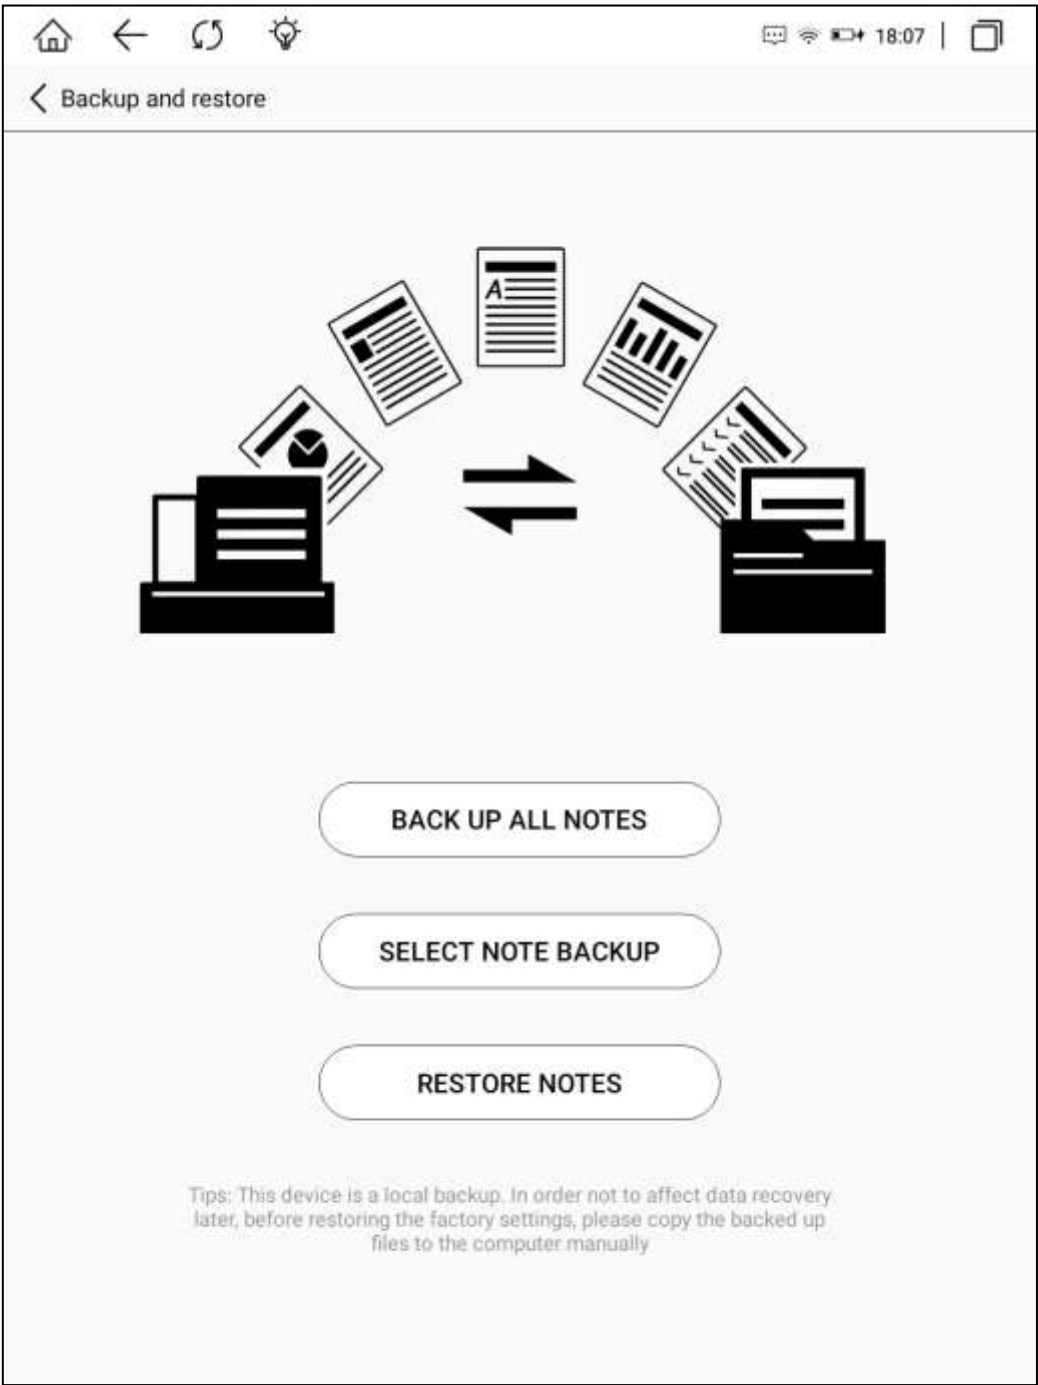 18:07
Backup and restore
A
BACK UP ALL NOTES
SELECT NOTE BACKUP
RESTORE NOTES
Tips: This device is a local backup. In order not to affect data recovery
later, before restoring the factory settings, please copy the backed up
files to the computer manually